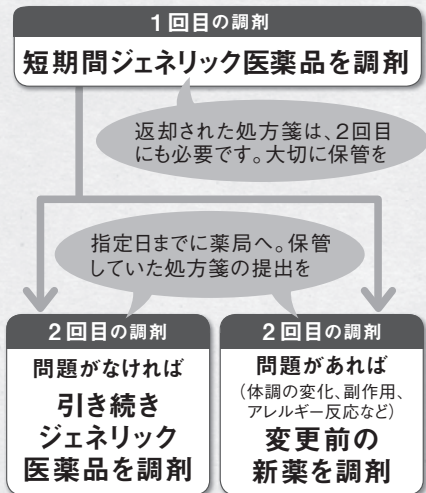 1回目の調剤
短期間ジェネリック医薬品を調剤
返却された処方箋は、2回目
にも必要です。大切に保管を
指定日までに薬局へ。保管
していた処方箋の提出を
2回目の調剤
問題がなければ
引き続き
ジェネリック
医薬品を調剤
2回目の調剤
問題があれば
(体調の変化、副作用、
アレルギー反応など)
変更前の
新薬を調剤